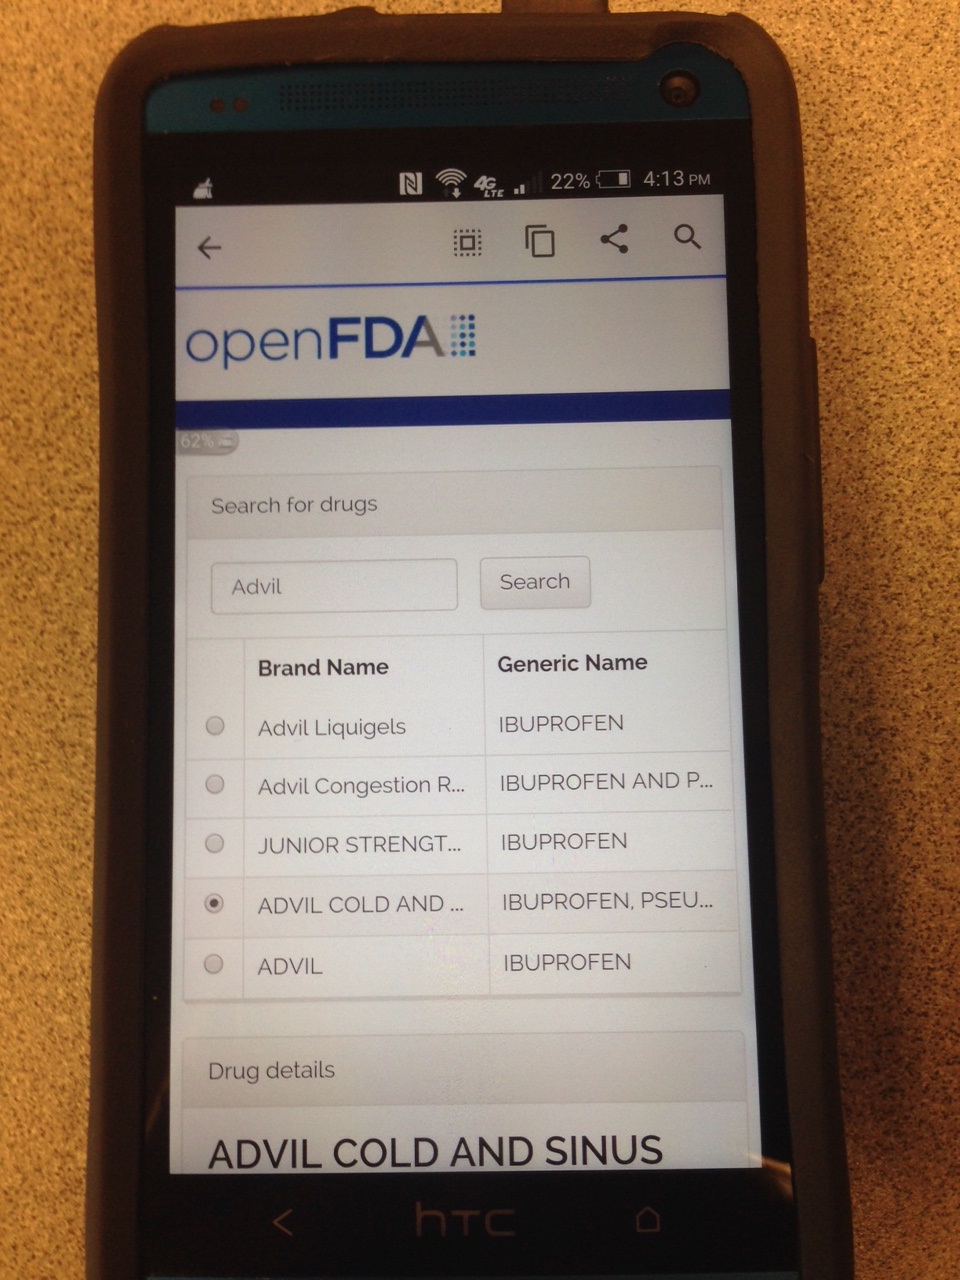 4G LTE 22% 4:13 PM
openFDA
62%
Search for drugs
Advil Search
Brand Name Generic Name
Advil Liquigels IBUPROFEN
Advil Congestion R... IBUPROFEN AND P...
JUNIOR STRENGT... IBUPROFEN
ADVIL COLD AND ... IBUPROFEN, PSEU...
ADVIL IBUPROFEN
Drug details
ADVIL COLD AND SINUS
hTC